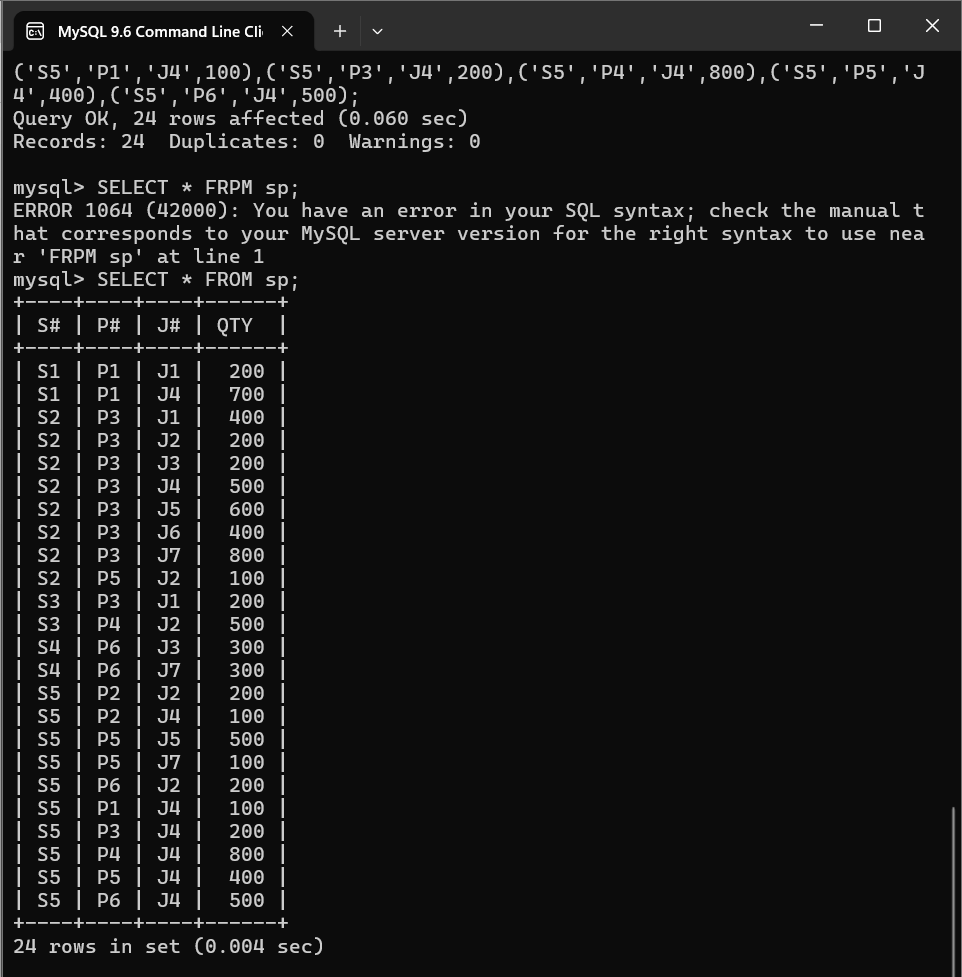 MySQL 9.6 Command Line Cli
('S5','P1','J4',100),('S5','P3','J4',200),('S5','P4','J4',800),('S5','P5','J
4',400),('S5','P6','J4',500);
Query OK, 24 rows affected (0.060 sec)
Records: 24  Duplicates: 0  Warnings: 0

mysql> SELECT * FRPM sp;
ERROR 1064 (42000): You have an error in your SQL syntax; check the manual t
hat corresponds to your MySQL server version for the right syntax to use nea
r 'FRPM sp' at line 1
mysql> SELECT * FROM sp;
+----+----+----+------+
| S# | P# | J# | QTY  |
+----+----+----+------+
| S1 | P1 | J1 |  200 |
| S1 | P1 | J4 |  700 |
| S2 | P3 | J1 |  400 |
| S2 | P3 | J2 |  200 |
| S2 | P3 | J3 |  200 |
| S2 | P3 | J4 |  500 |
| S2 | P3 | J5 |  600 |
| S2 | P3 | J6 |  400 |
| S2 | P3 | J7 |  800 |
| S2 | P5 | J2 |  100 |
| S3 | P3 | J1 |  200 |
| S3 | P4 | J2 |  500 |
| S4 | P6 | J3 |  300 |
| S4 | P6 | J7 |  300 |
| S5 | P2 | J2 |  200 |
| S5 | P2 | J4 |  100 |
| S5 | P5 | J5 |  500 |
| S5 | P5 | J7 |  100 |
| S5 | P6 | J2 |  200 |
| S5 | P1 | J4 |  100 |
| S5 | P3 | J4 |  200 |
| S5 | P4 | J4 |  800 |
| S5 | P5 | J4 |  400 |
| S5 | P6 | J4 |  500 |
+----+----+----+------+
24 rows in set (0.004 sec)